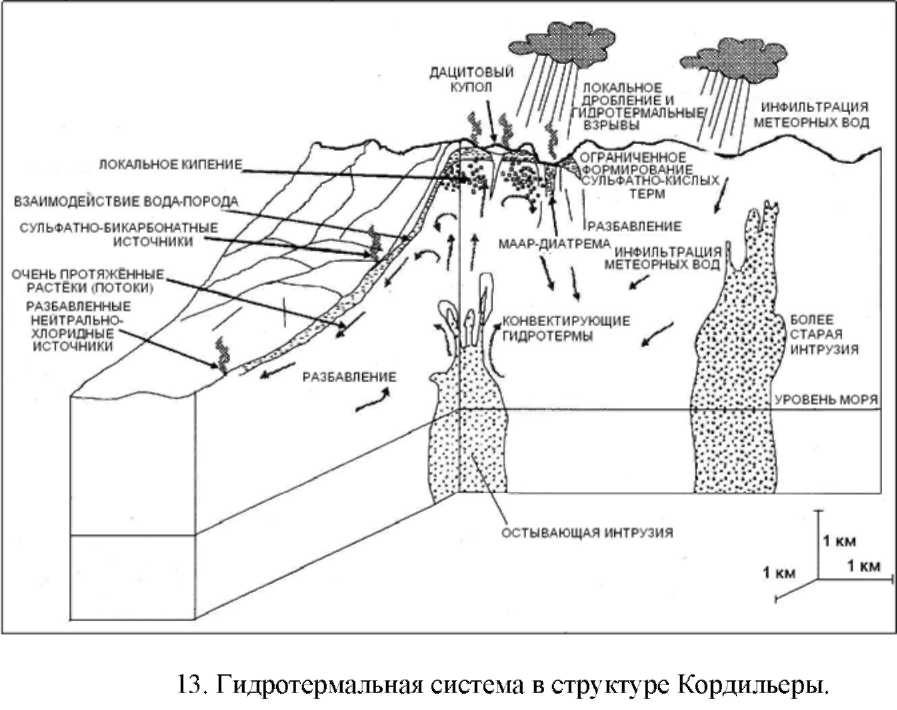 ДАЦИТОВЫЙ
КУПОЛ
ЛОКАЛЬНОЕ
ДРОБЛЕНИЕ И
ГИДРОТЕРМАЛЬНЫЕ
ВЗРЫВЫ
ИНФИЛЬТРАЦИЯ
МЕТЕОРНЫХ ВОД
ЛОКАЛЬНОЕ КИПЕНИЕ
ОГРАНИЧЕННОЕ
ФОРМИРОВАНИЕ
СУЛЬФАТНО-КИСЛЫХ
ТЕРМ
ВЗАИМОДЕЙСТВИЕ ВОДА-ПОРОДА
СУЛЬФАТНО-БИКАРБОНАТНЫЕ
ИСТОЧНИКИ
РАЗБАВЛЕНИЕ
МААР-ДИАТРЕМА
ИНФИЛЬТРАЦИЯ
МЕТЕОРНЫХ ВОД
ОЧЕНЬ ПРОТЯЖЁННЫЕ
РАСТЁКИ (ПОТОКИ)
РАЗБАВЛЕННЫЕ
НЕЙТРАЛЬНО-
ХЛОРИДНЫЕ
ИСТОЧНИКИ
КОНВЕКТИРУЮЩИЕ
ГИДРОТЕРМЫ
БОЛЕЕ
СТАРАЯ
ИНТРУЗИЯ
РАЗБАВЛЕНИЕ
УРОВЕНЬ МОРЯ
ОСТЫВАЮЩАЯ ИНТРУЗИЯ
1 КМ
1 КМ
1 КМ
13. Гидротермальная система в структуре Кордильеры.